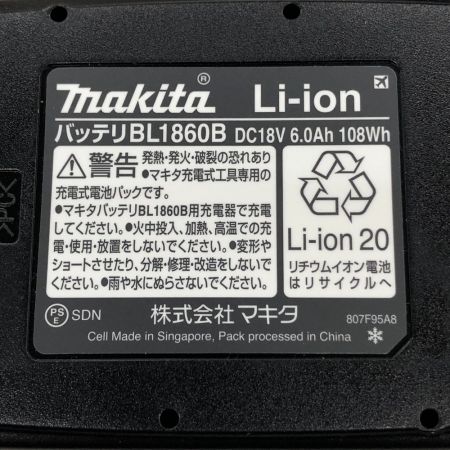 makita® Li-ion
バッテリBL1860B DC18V 6.0Ah 108Wh
⚠警告 発熱・発火・破裂の恐れあり
●マキタ充電式工具専用の
充電式電池パックです。
●マキタバッテリBL1860B用充電器で充電
してください。●火中投入、加熱、高温での充
電・使用・放置をしないでください。●変形や
ショートさせたり、分解・修理・改造をしないで
ください。●雨や水にぬらさないでください。
Li-ion 20
リチウムイオン電池
はリサイクルへ
PS
E SDN 株式会社マキタ
Cell Made in Singapore, Pack processed in China
807F95A8